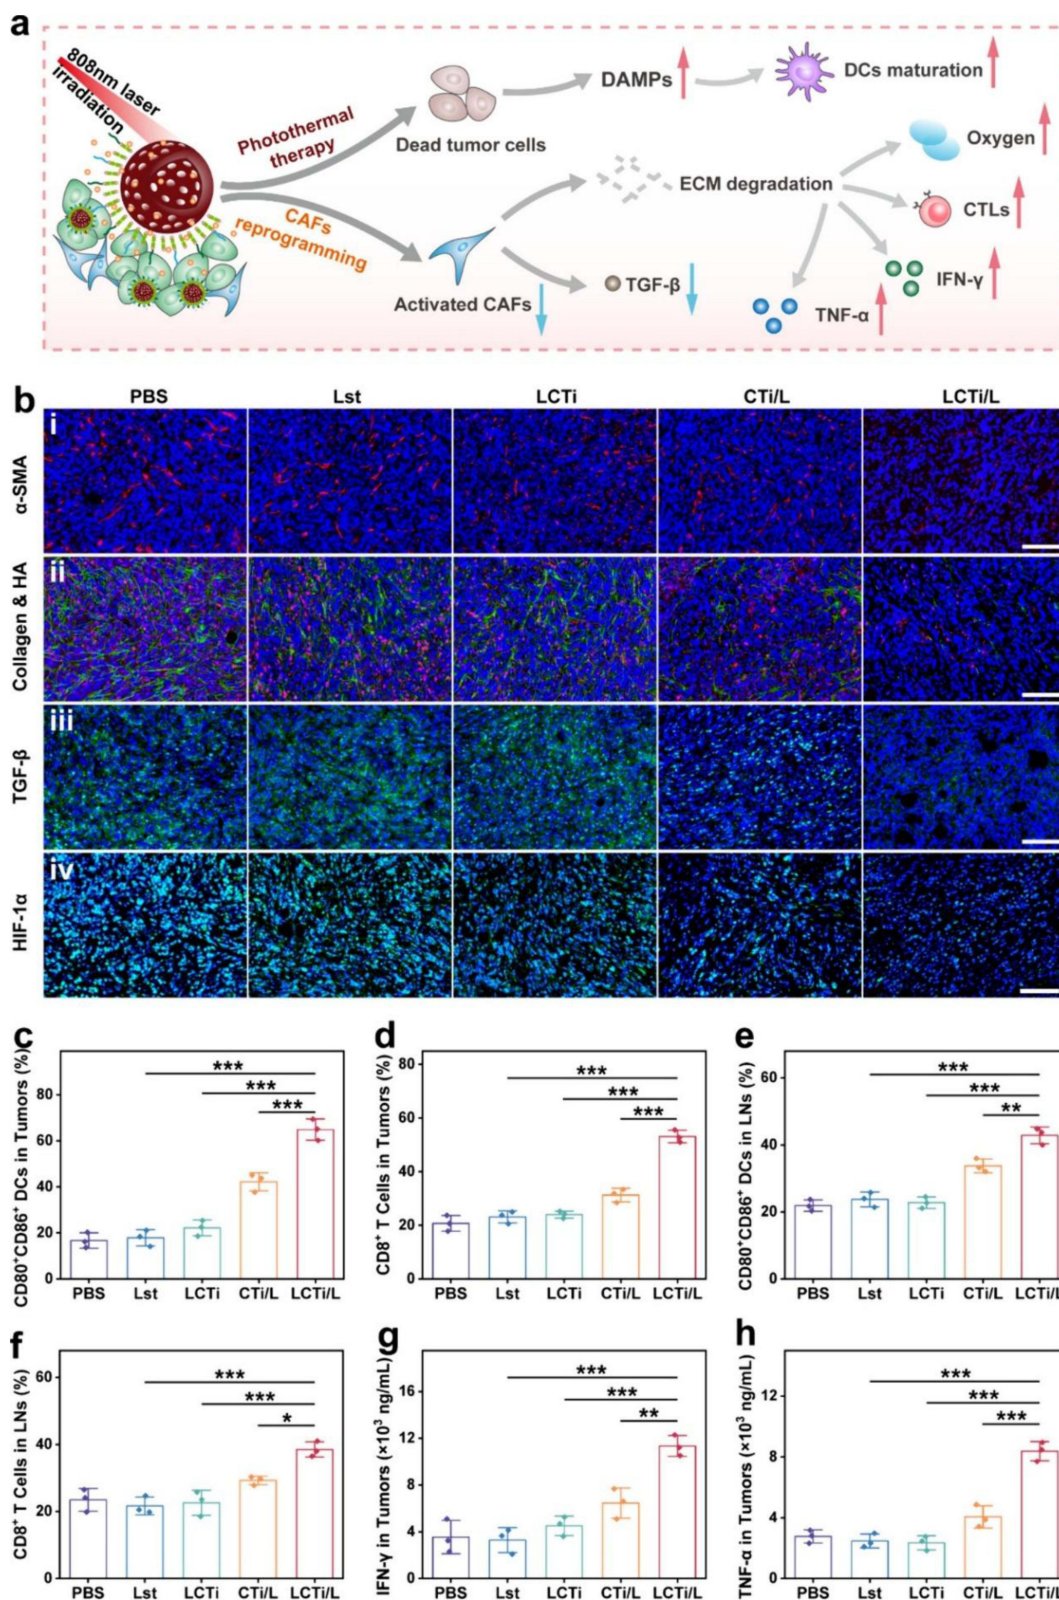 a
808nm laser
irradiation
Photothermal
therapy
Dead tumor cells
DAMPs
DCs maturation
CAFs
reprogramming
Activated CAFs
ECM degradation
TGF-β
Oxygen
CTLs
IFN-γ
TNF-α
b
PBS Lst LCTi CTi/L LCTi/L
i
α-SMA
ii
Collagen & HA
iii
TGF-β
iv
HIF-1α
c
CD80⁺CD86⁺ DCs in Tumors (%)
80
60
40
20
0
***
***
***
PBS Lst LCTi CTi/L LCTi/L
d
CD8⁺ T Cells in Tumors (%)
80
60
40
20
0
***
***
***
PBS Lst LCTi CTi/L LCTi/L
e
CD80⁺CD86⁺ DCs in LNs (%)
60
40
20
0
***
***
**
PBS Lst LCTi CTi/L LCTi/L
f
CD8⁺ T Cells in LNs (%)
60
40
20
0
***
***
*
PBS Lst LCTi CTi/L LCTi/L
g
IFN-γ in Tumors (×10³ ng/mL)
16
12
8
4
0
***
***
**
PBS Lst LCTi CTi/L LCTi/L
h
TNF-α in Tumors (×10³ ng/mL)
12
8
4
0
***
***
***
PBS Lst LCTi CTi/L LCTi/L